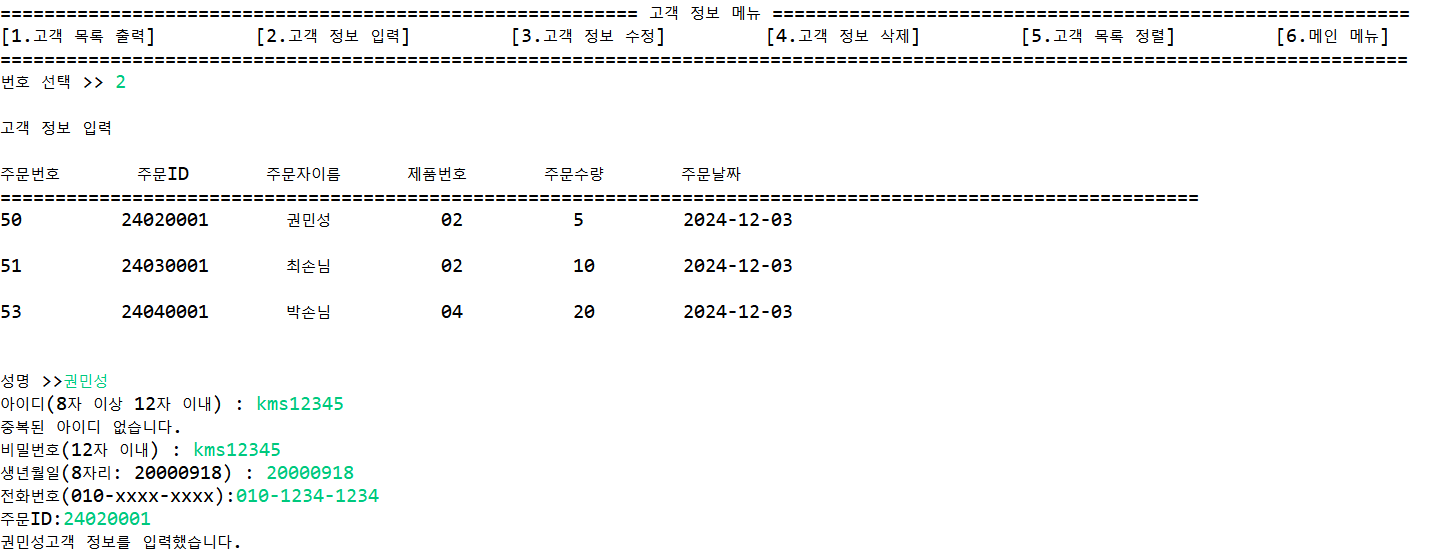 ========================================================== 고객 정보 메뉴 ==========================================================
[1.고객 목록 출력] [2.고객 정보 입력] [3.고객 정보 수정] [4.고객 정보 삭제] [5.고객 목록 정렬] [6.메인 메뉴]
================================================================================================================================
번호 선택 >> 2
고객 정보 입력
주문번호 주문ID 주문자이름 제품번호 주문수량 주문날짜
=============================================================================================================
50 24020001 권민성 02 5 2024-12-03
51 24030001 최손님 02 10 2024-12-03
53 24040001 박손님 04 20 2024-12-03
성명 >>권민성
아이디(8자 이상 12자 이내) : kms12345
중복된 아이디 없습니다.
비밀번호(12자 이내) : kms12345
생년월일(8자리: 20000918) : 20000918
전화번호(010-xxxx-xxxx):010-1234-1234
주문ID:24020001
권민성고객 정보를 입력했습니다.